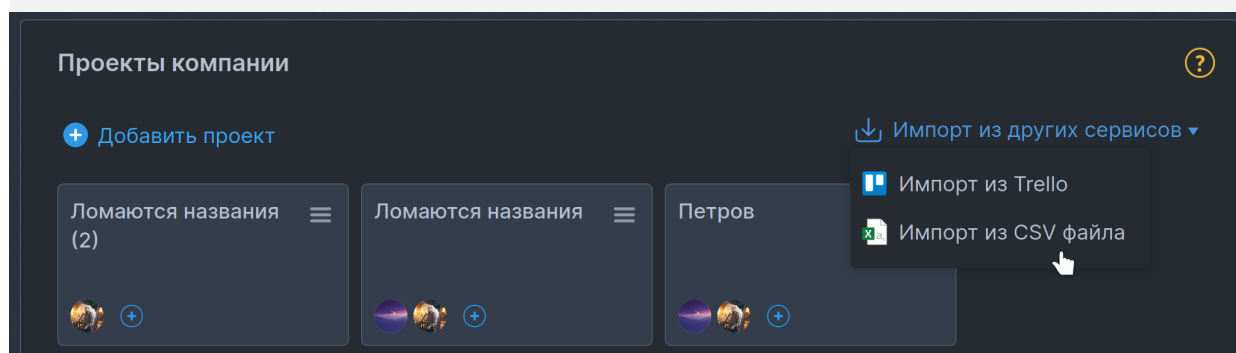 Проекты компании
?
Добавить проект
Импорт из других сервисов
Импорт из Trello
Импорт из CSV файла
Ломаются названия
(2)
Ломаются названия
Петров